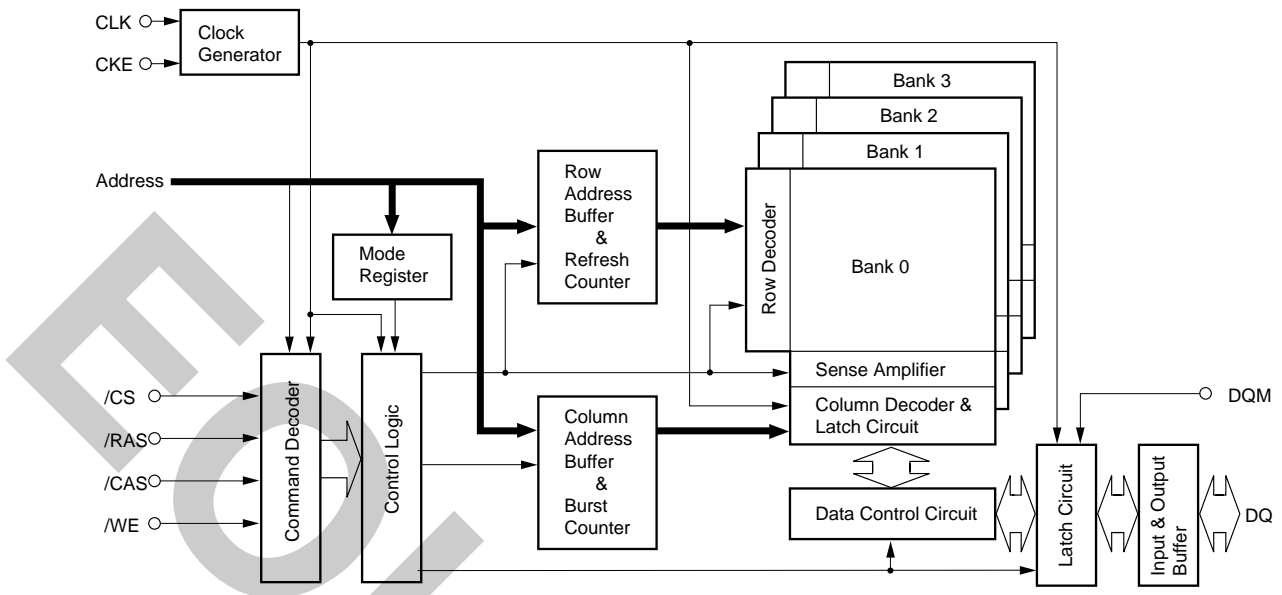 CLK
CKE
Clock
Generator
Bank 3
Bank 2
Bank 1
Address
Row
Address
Buffer
&
Refresh
Counter
Mode
Register
Row Decoder
Bank 0
Sense Amplifier
Column Decoder &
Latch Circuit
/CS
/RAS
/CAS
/WE
Command Decoder
Control Logic
Column
Address
Buffer
&
Burst
Counter
DQM
Data Control Circuit
Latch Circuit
Input & Output
Buffer
DQ